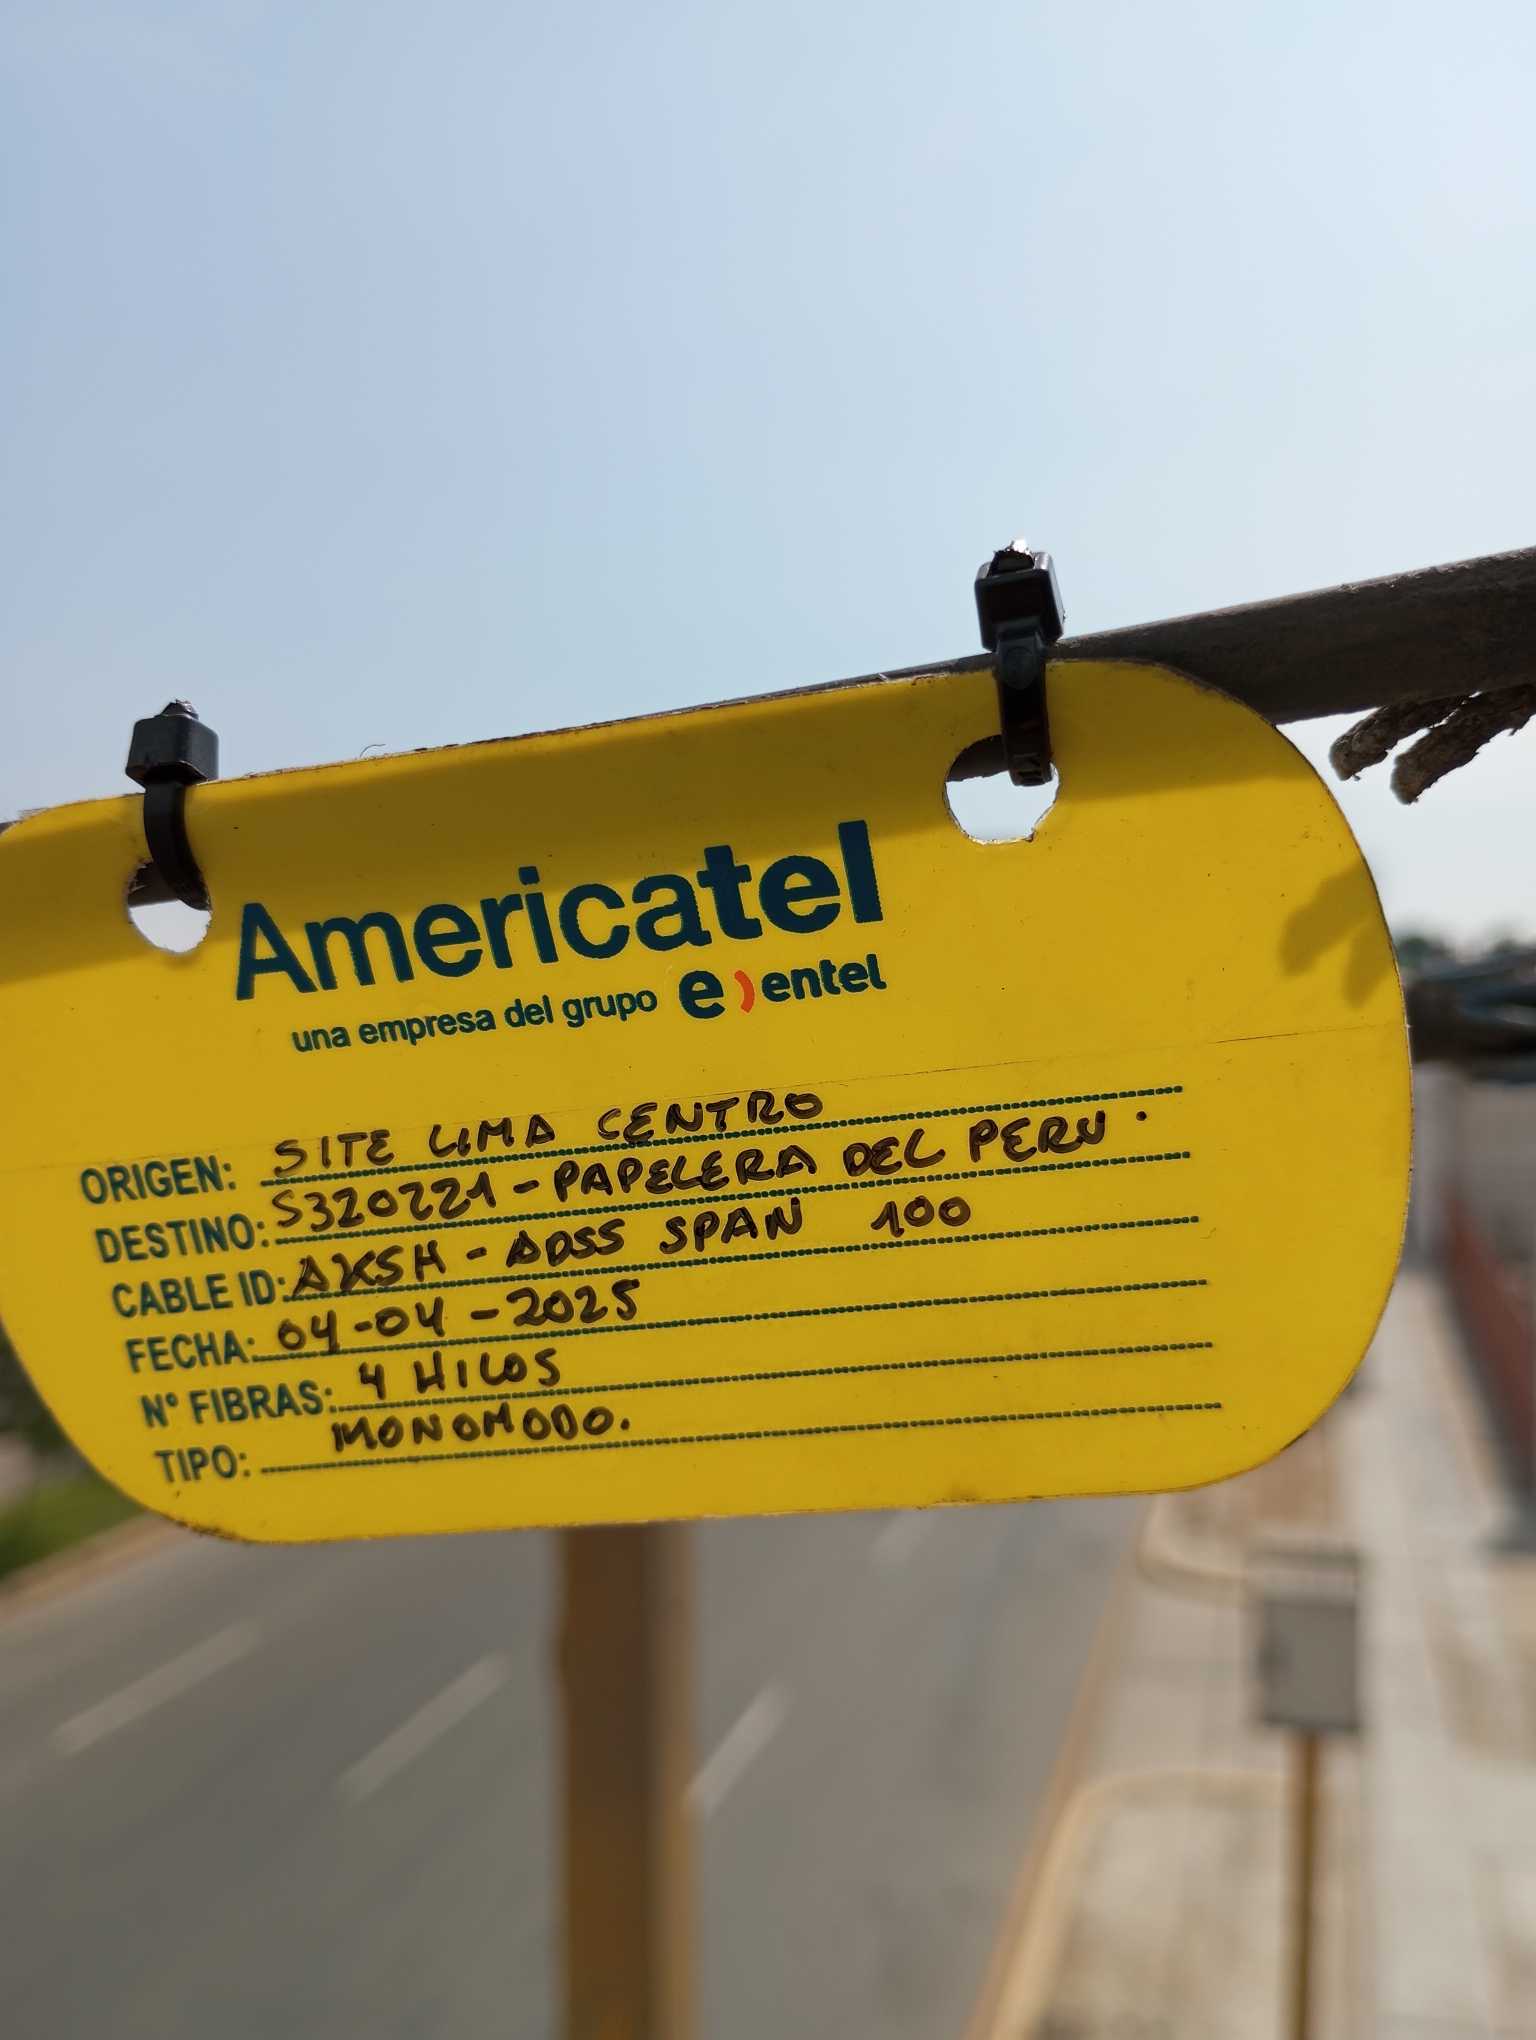 Americatel
una empresa del grupo e) entel
ORIGEN: SITE LIMA CENTRO
DESTINO: S320221 - PAPELERA DEL PERU.
CABLE ID: AKSH - ADSS SPAN 100
FECHA: 04-04-2025
N° FIBRAS: 4 HILOS
TIPO: MONOMODO.